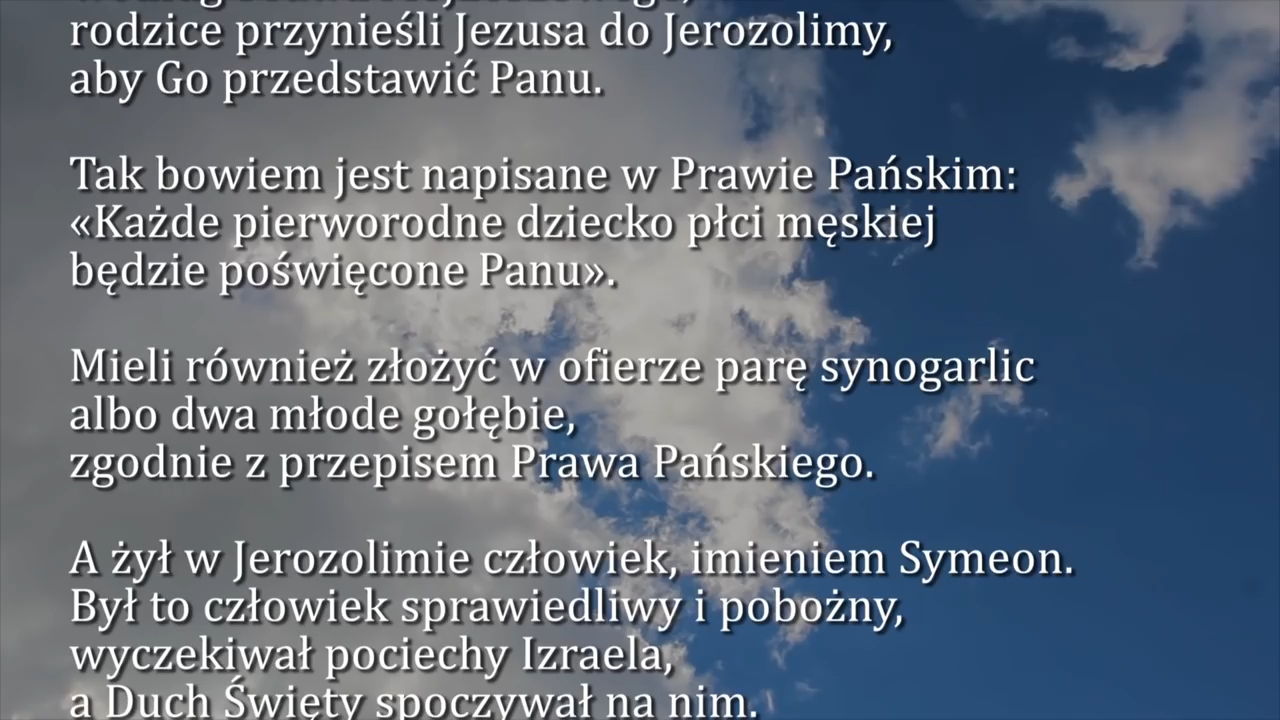 rodzice przynieśli Jezusa do Jerozolimy,
aby Go przedstawić Panu.
Tak bowiem jest napisane w Prawie Pańskim:
«Każde pierworodne dziecko płci męskiej
będzie poświęcone Panu».
Mieli również złożyć w ofierze parę synogarlic
albo dwa młode gołębie,
zgodnie z przepisem Prawa Pańskiego.
A żył w Jerozolimie człowiek, imieniem Symeon.
Był to człowiek sprawiedliwy i pobożny,
wyczekiwał pociechy Izraela,
a Duch Święty spoczywał na nim.